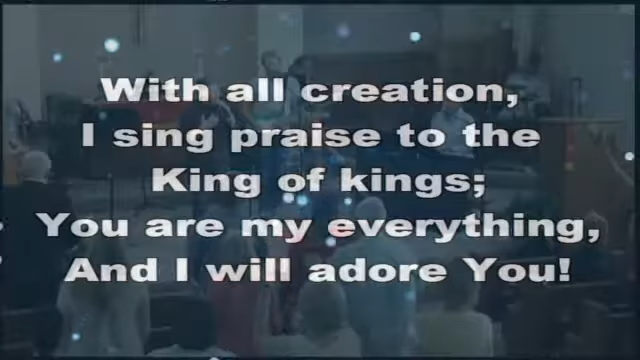 With all creation,
I sing praise to the
King of kings;
You are my everything,
And I will adore You!